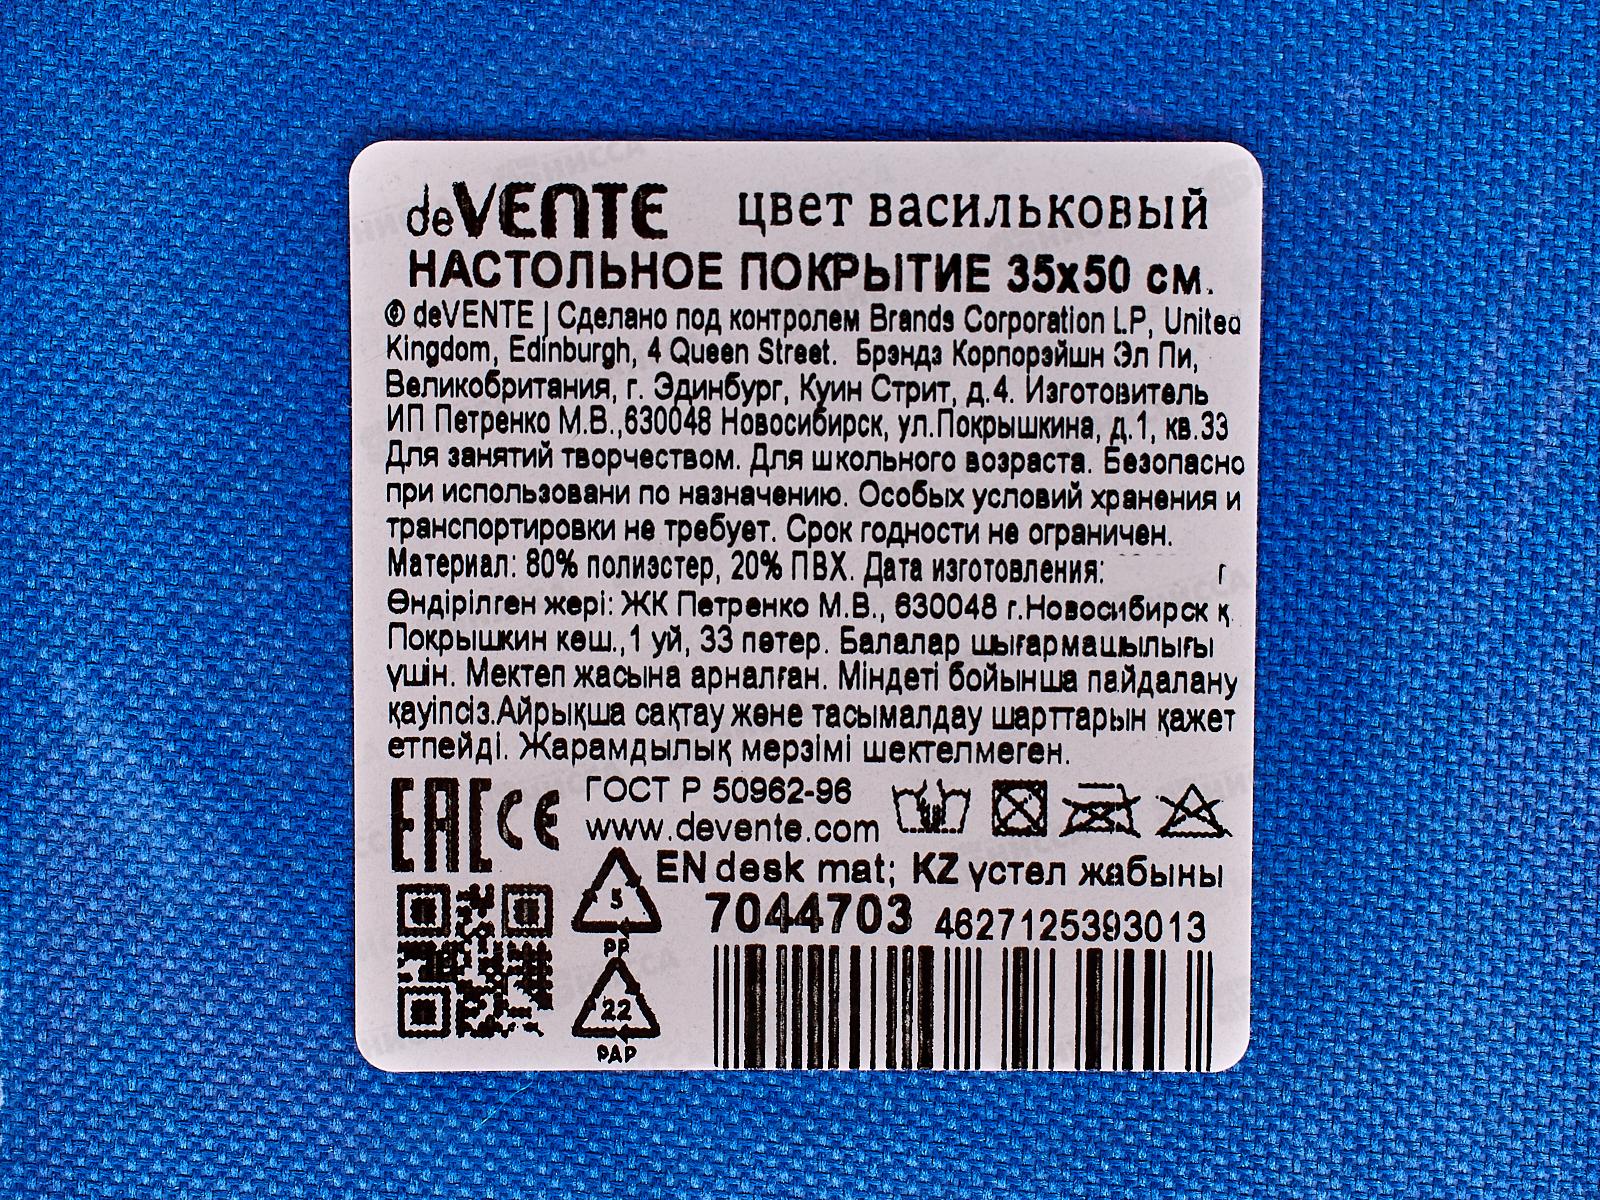 deVENTE цвет васильковый
НАСТОЛЬНОЕ ПОКРЫТИЕ 35х50 см.
© deVENTE | Сделано под контролем Brands Corporation LP, United
Kingdom, Edinburgh, 4 Queen Street. Брэндз Корпорэйшн Эл Пи,
Великобритания, г. Эдинбург, Куин Стрит, д.4. Изготовитель
ИП Петренко М.В.,630048 Новосибирск, ул.Покрышкина, д.1, кв.33
Для занятий творчеством. Для школьного возраста. Безопасно
при использовани по назначению. Особых условий хранения и
транспортировки не требует. Срок годности не ограничен.
Материал: 80% полиэстер, 20% ПВХ. Дата изготовления: г
Өндірілген жері: ЖК Петренко М.В., 630048 г.Новосибирск қ.
Покрышкин көш.,1 уй, 33 пәтер. Балалар шығармашылығы
үшін. Мектеп жасына арналған. Міндеті бойынша пайдалану
қауіпсіз.Айрықша сақтау және тасымалдау шарттарын қажет
етпейді. Жарамдылық мерзімі шектелмеген.
EAC CE ГОСТ Р 50962-96
www.devente.com
EN desk mat; KZ үстел жабыны
5
PP
7044703 4627125393013
22
PAP